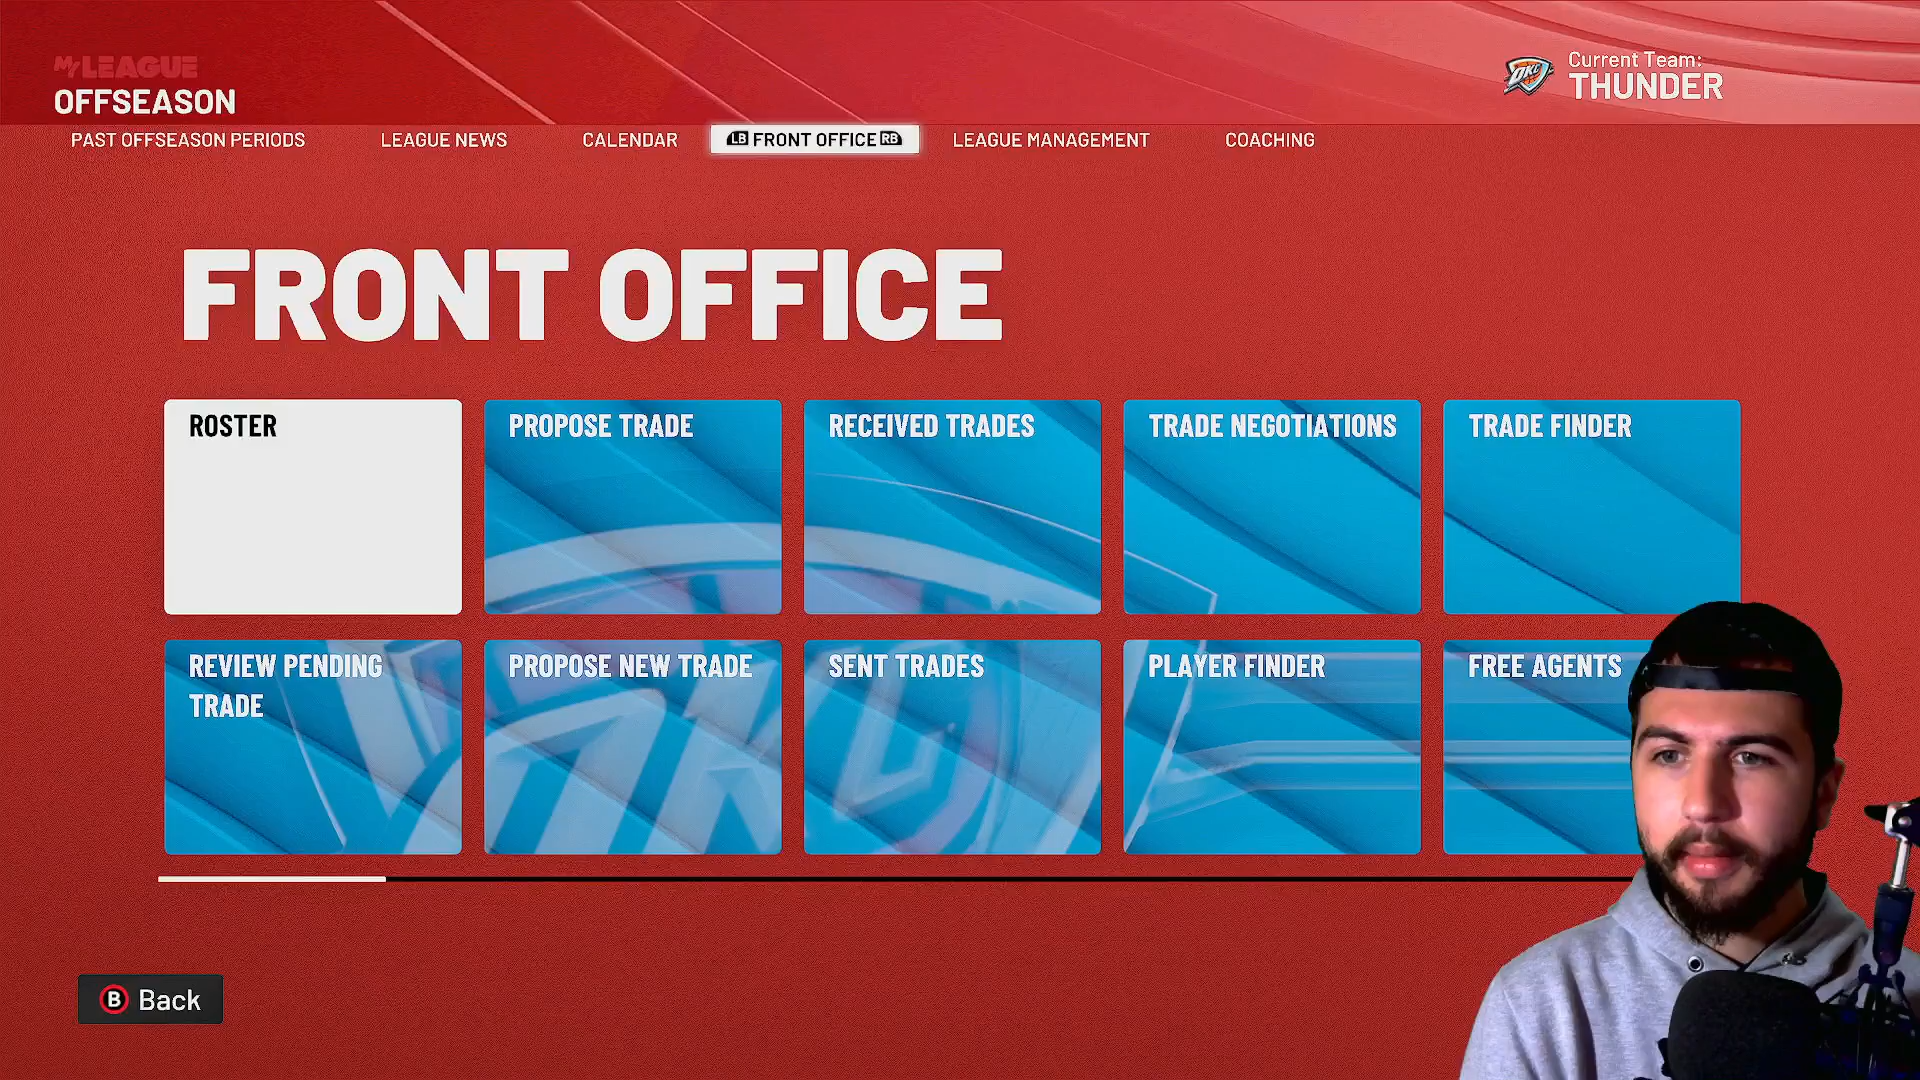 MyLEAGUE
OFFSEASON
OKC
Current Team:
THUNDER
PAST OFFSEASON PERIODS
LEAGUE NEWS
CALENDAR
LB FRONT OFFICE RB
LEAGUE MANAGEMENT
COACHING
FRONT OFFICE
ROSTER
PROPOSE TRADE
RECEIVED TRADES
TRADE NEGOTIATIONS
TRADE FINDER
REVIEW PENDING
TRADE
PROPOSE NEW TRADE
SENT TRADES
PLAYER FINDER
FREE AGENTS
B Back